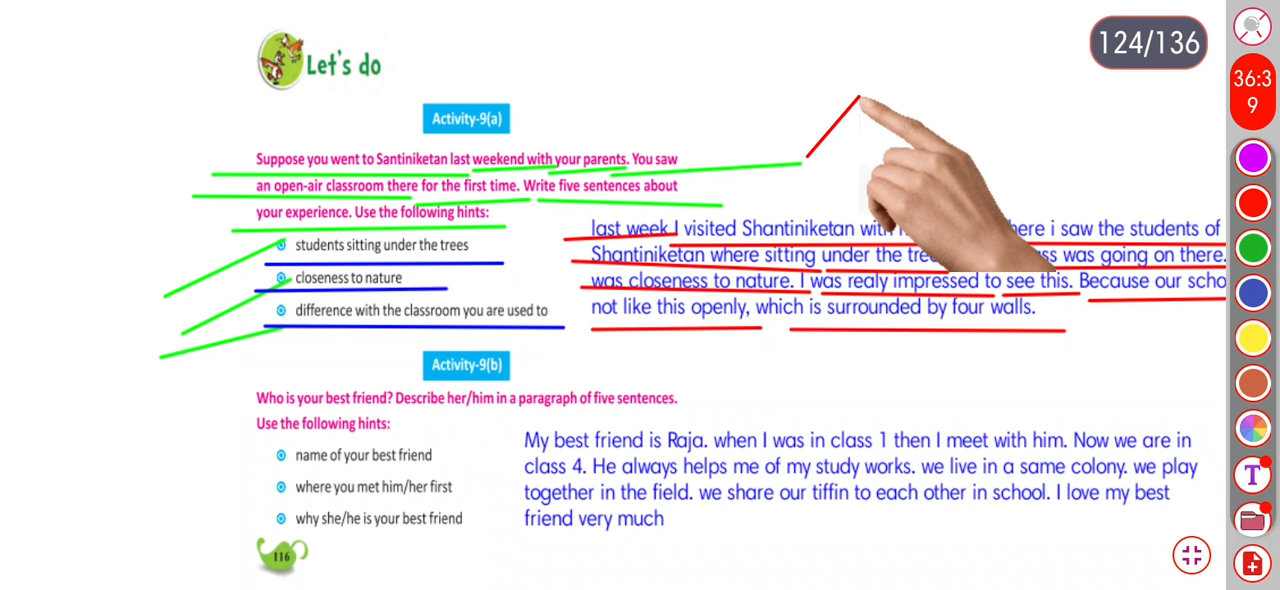 124/136
36:3
9
Let's do
Activity-9(a)
Suppose you went to Santiniketan last weekend with your parents. You saw
an open-air classroom there for the first time. Write five sentences about
your experience. Use the following hints:
students sitting under the trees
closeness to nature
difference with the classroom you are used to
last week I visited Shantiniketan here i saw the students of
Shantiniketan where sitting under the was going on there.
was closeness to nature. I was realy impressed to see this. Because our
not like this openly, which is surrounded by four walls.
Activity-9(b)
Who is your best friend? Describe her/him in a paragraph of five sentences.
Use the following hints:
name of your best friend
where you met him/her first
why she/he is your best friend
My best friend is Raja. when I was in class 1 then I meet with him. Now we are in
class 4. He always helps me of my study works. we live in a same colony. we play
together in the field. we share our tiffin to each other in school. I love my best
friend very much
116
T